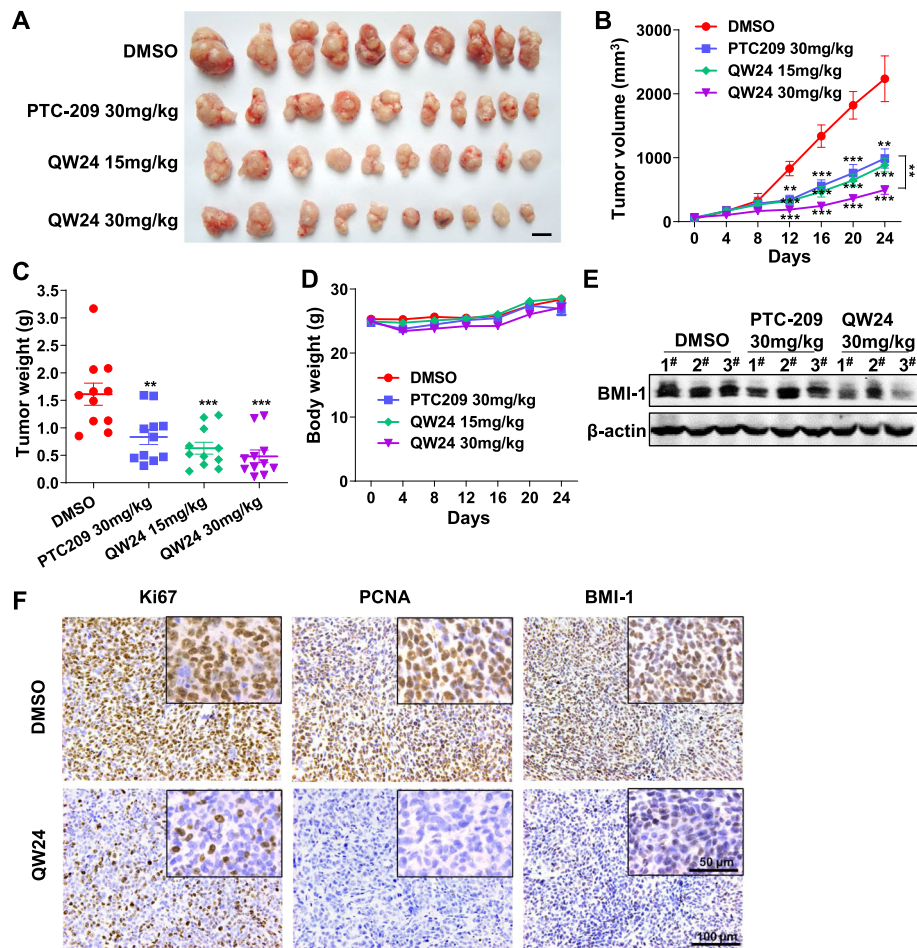 A
DMSO
PTC-209 30mg/kg
QW24 15mg/kg
QW24 30mg/kg
B
DMSO
PTC209 30mg/kg
QW24 15mg/kg
QW24 30mg/kg
Tumor volume (mm³)
3000
2000
1000
500
0
** *** *** **
*** *** *** ***
*** *** *** ***
**
0 4 8 12 16 20 24
Days
C
Tumor weight (g)
3.5
3.0
2.5
2.0
1.5
1.0
0.5
0.0
** *** ***
DMSO
PTC209 30mg/kg
QW24 15mg/kg
QW24 30mg/kg
D
Body weight (g)
30
20
10
0
DMSO
PTC209 30mg/kg
QW24 15mg/kg
QW24 30mg/kg
0 4 8 12 16 20 24
Days
E
DMSO
PTC-209 30mg/kg
QW24 30mg/kg
1# 2# 3# 1# 2# 3# 1# 2# 3#
BMI-1
β-actin
F
Ki67 PCNA BMI-1
DMSO
QW24
50 μm
100 μm